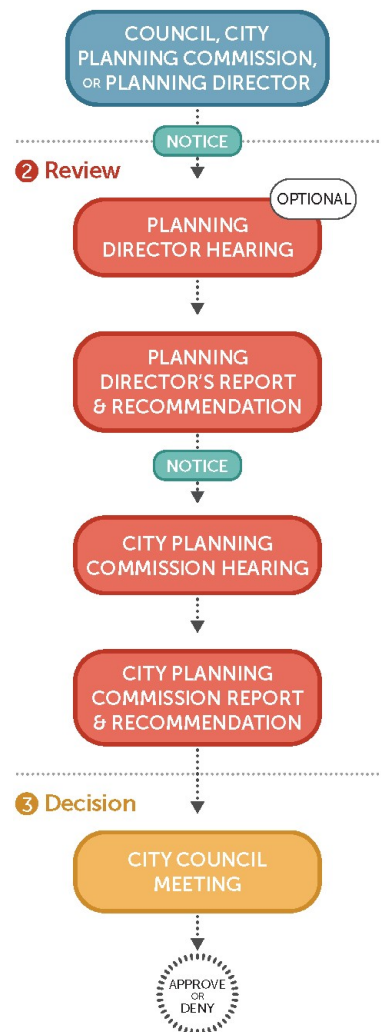 COUNCIL, CITY
PLANNING COMMISSION,
OR PLANNING DIRECTOR
NOTICE
2 Review
OPTIONAL
PLANNING
DIRECTOR HEARING
PLANNING
DIRECTOR'S REPORT
& RECOMMENDATION
NOTICE
CITY PLANNING
COMMISSION HEARING
CITY PLANNING
COMMISSION REPORT
& RECOMMENDATION
3 Decision
CITY COUNCIL
MEETING
APPROVE
OR
DENY